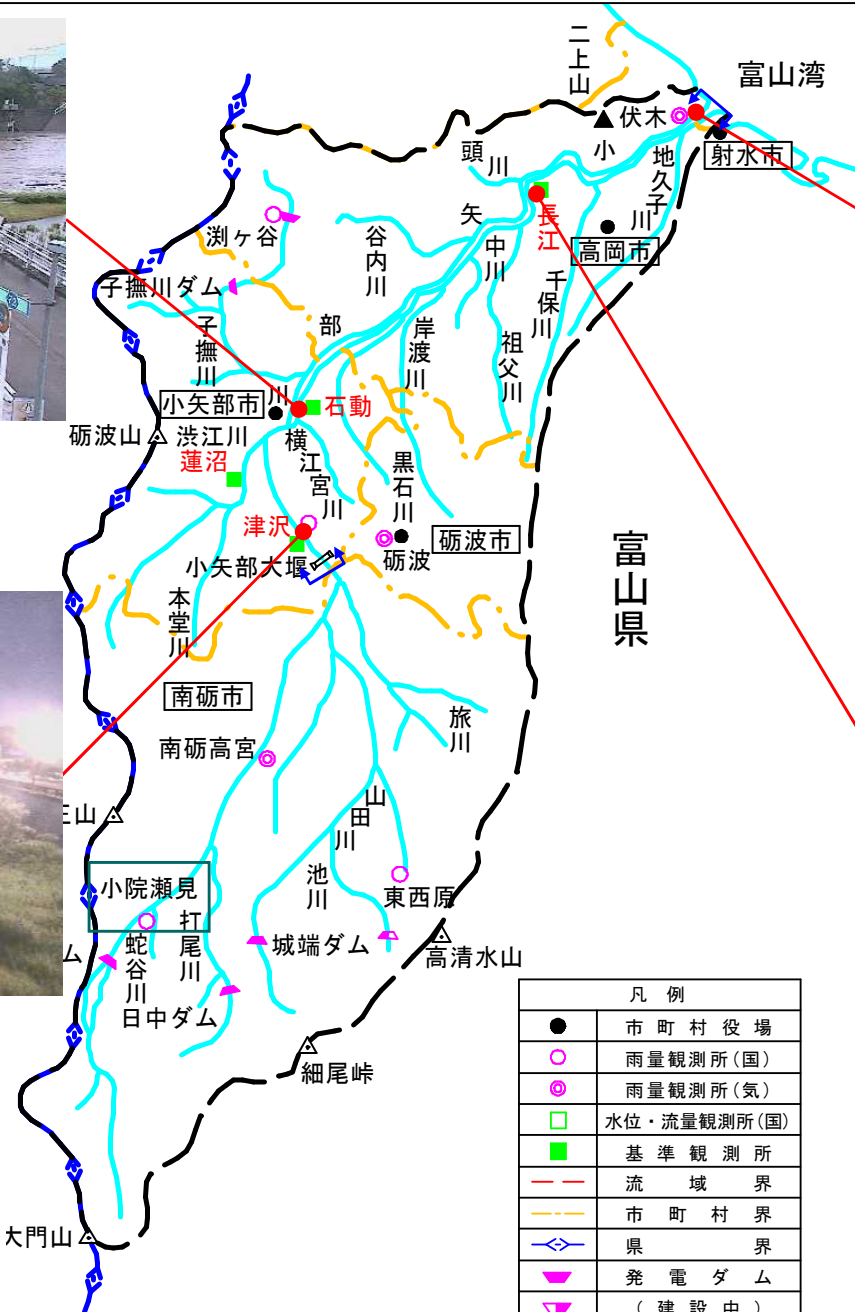 富山湾
二上山
伏木
射水市
小矢部川
頭川
地久子川
長江
高岡市
渕ヶ谷
谷内川
中川
千保川
祖父川
子撫川ダム
子撫川
岸渡川
小矢部市
石動
砺波山
渋江川
横江宮川
黒石川
蓮沼
津沢
砺波市
砺波
小矢部大堰
富山県
本堂川
南砺市
旅川
南砺高宮
山田川
池川
小院瀬見
東西原
打尾川
蛇谷川
城端ダム
高清水山
日中ダム
細尾峠
大門山
凡例
市町村役場
雨量観測所(国)
雨量観測所(気)
水位・流量観測所(国)
基準観測所
流域界
市町村界
県界
発電ダム
(建設中)